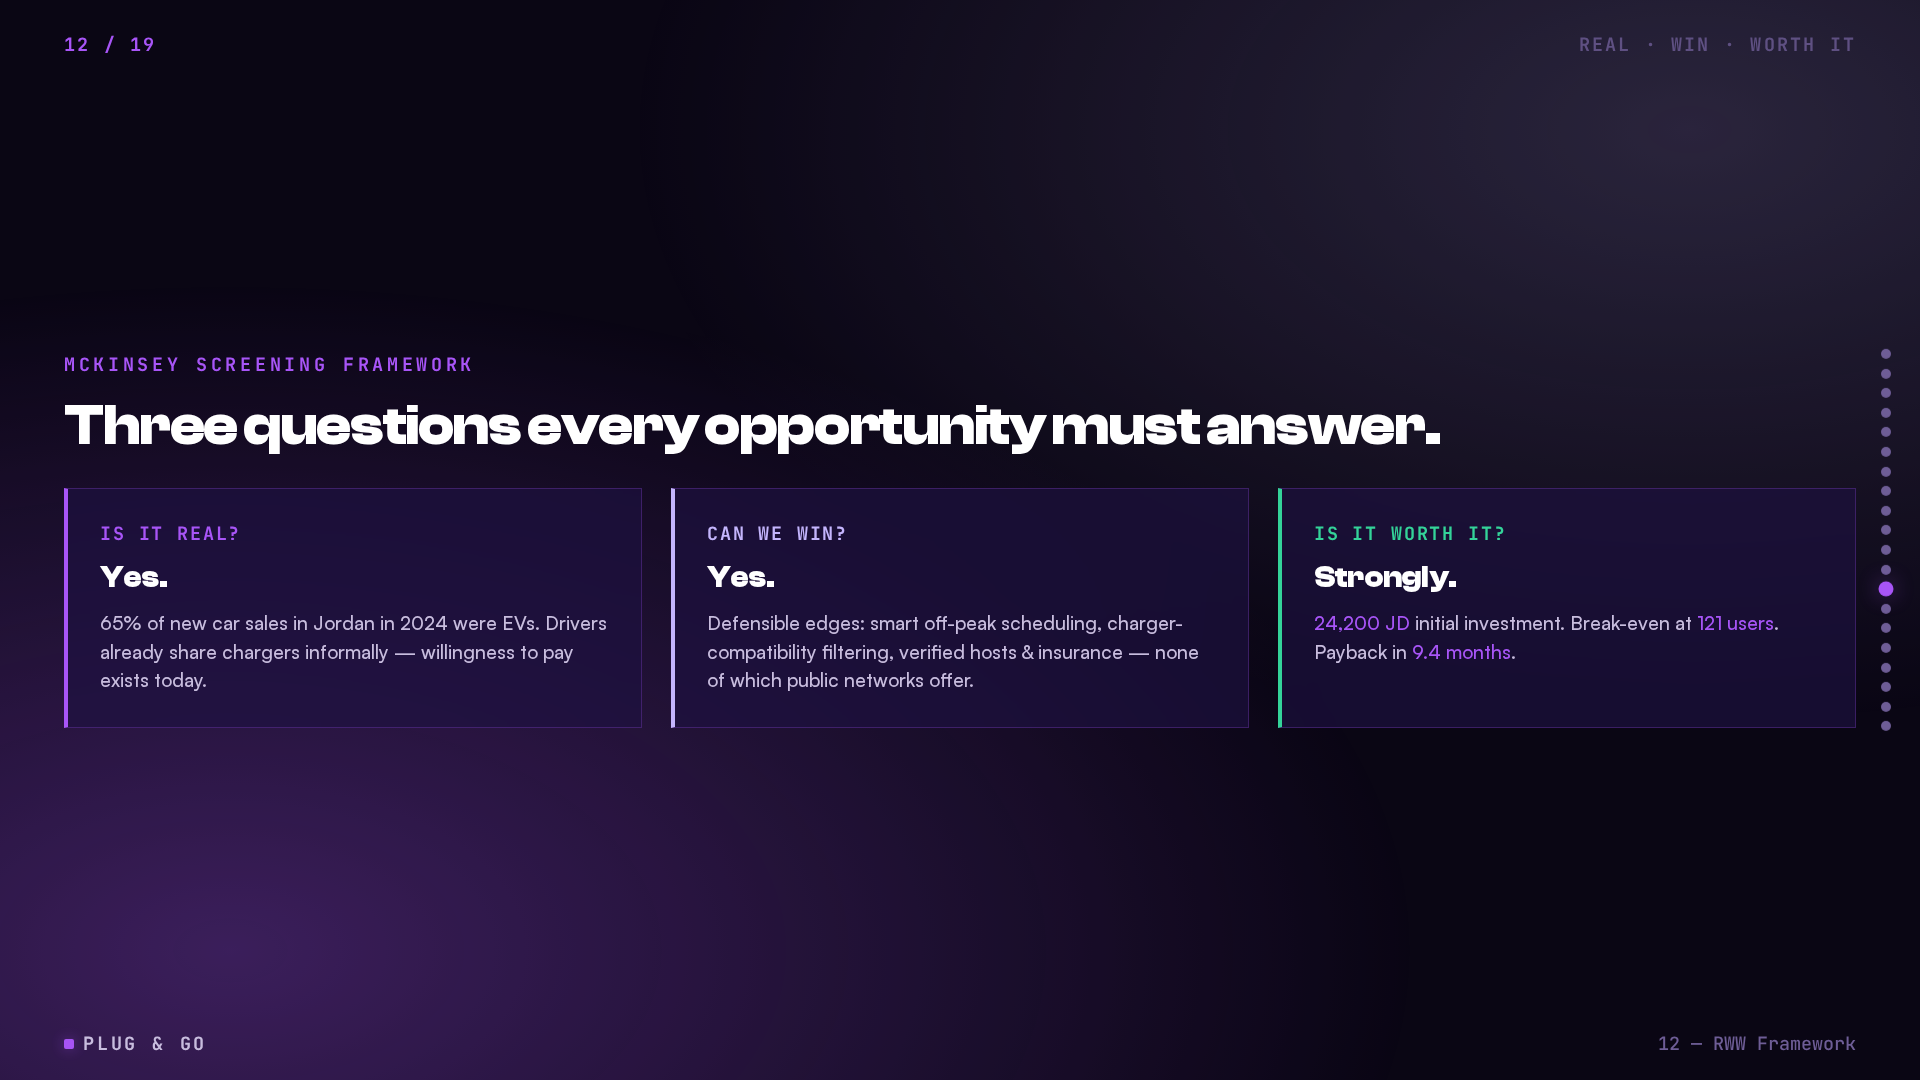 12 / 19
REAL · WIN · WORTH IT
MCKINSEY SCREENING FRAMEWORK
Three questions every opportunity must answer.
IS IT REAL?
Yes.
65% of new car sales in Jordan in 2024 were EVs. Drivers
already share chargers informally — willingness to pay
exists today.
CAN WE WIN?
Yes.
Defensible edges: smart off-peak scheduling, charger-
compatibility filtering, verified hosts & insurance — none
of which public networks offer.
IS IT WORTH IT?
Strongly.
24,200 JD initial investment. Break-even at 121 users.
Payback in 9.4 months.
PLUG & GO
12 — RWW Framework